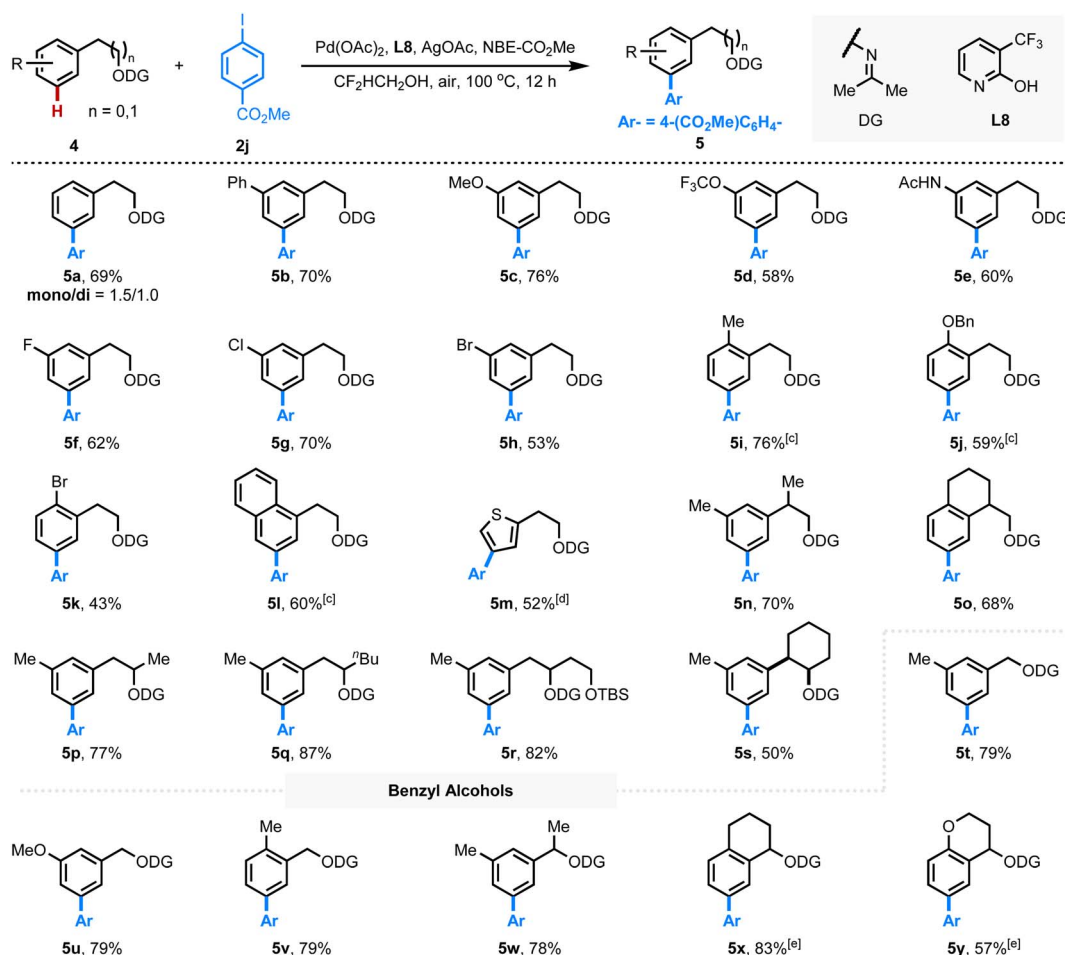 R
H
n
ODG
n = 0,1
4
+
I
CO₂Me
2j
Pd(OAc)₂, L8, AgOAc, NBE-CO₂Me
CF₂HCH₂OH, air, 100 °C, 12 h
R
n
ODG
Ar
Ar- = 4-(CO₂Me)C₆H₄-
5
N
O
Me Me
DG
CF₃
N OH
L8
ODG
Ar
5a, 69%
mono/di = 1.5/1.0
Ph
ODG
Ar
5b, 70%
MeO
ODG
Ar
5c, 76%
F₃CO
ODG
Ar
5d, 58%
AcHN
ODG
Ar
5e, 60%
F
ODG
Ar
5f, 62%
Cl
ODG
Ar
5g, 70%
Br
ODG
Ar
5h, 53%
Me
ODG
Ar
5i, 76%[c]
OBn
ODG
Ar
5j, 59%[c]
Br
ODG
Ar
5k, 43%
ODG
Ar
5l, 60%[c]
S
ODG
Ar
5m, 52%[d]
Me
Me
ODG
Ar
5n, 70%
ODG
Ar
5o, 68%
Me
Me
ODG
Ar
5p, 77%
Me
nBu
ODG
Ar
5q, 87%
Me
ODG OTBS
Ar
5r, 82%
Me
ODG
Ar
5s, 50%
Me
ODG
Ar
5t, 79%
Benzyl Alcohols
MeO
ODG
Ar
5u, 79%
Me
ODG
Ar
5v, 79%
Me
Me
ODG
Ar
5w, 78%
ODG
Ar
5x, 83%[e]
O
ODG
Ar
5y, 57%[e]